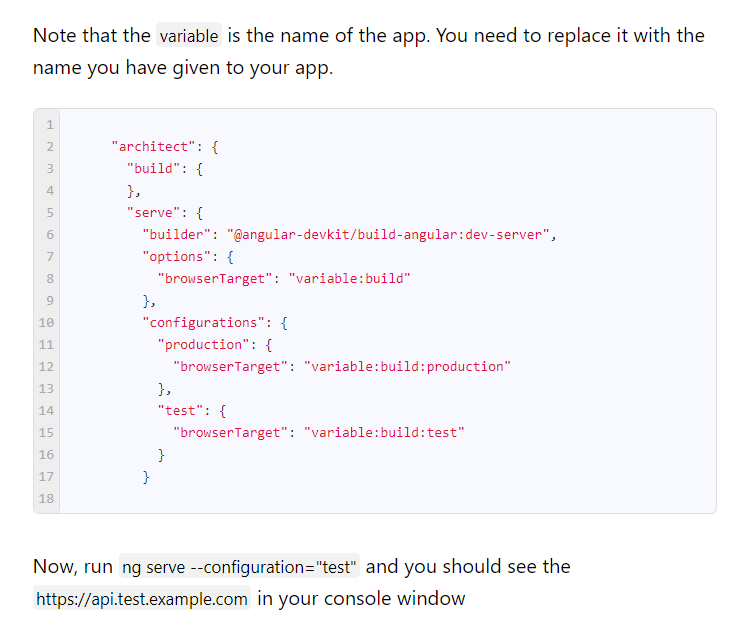 Note that the variable is the name of the app. You need to replace it with the
name you have given to your app.
1
2 "architect": {
3 "build": {
4 },
5 "serve": {
6 "builder": "@angular-devkit/build-angular:dev-server",
7 "options": {
8 "browserTarget": "variable:build"
9 },
10 "configurations": {
11 "production": {
12 "browserTarget": "variable:build:production"
13 },
14 "test": {
15 "browserTarget": "variable:build:test"
16 }
17 }
18
Now, run ng serve --configuration="test" and you should see the
https://api.test.example.com in your console window